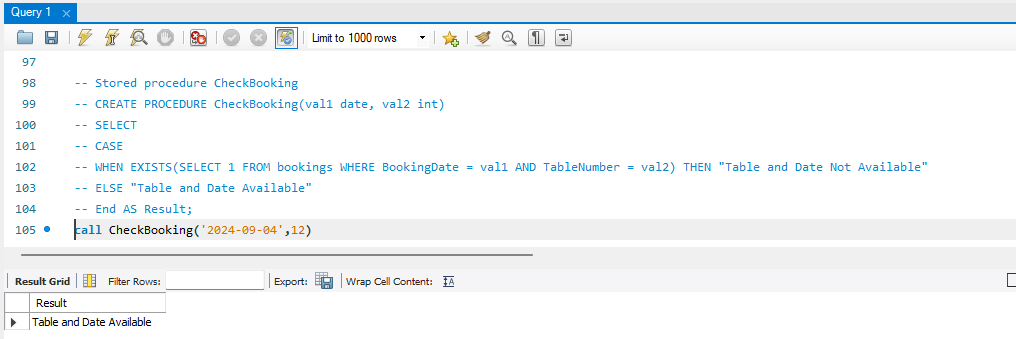 Query 1
Limit to 1000 rows
97
98 -- Stored procedure CheckBooking
99 -- CREATE PROCEDURE CheckBooking(val1 date, val2 int)
100 -- SELECT
101 -- CASE
102 -- WHEN EXISTS(SELECT 1 FROM bookings WHERE BookingDate = val1 AND TableNumber = val2) THEN "Table and Date Not Available"
103 -- ELSE "Table and Date Available"
104 -- End AS Result;
105 call CheckBooking('2024-09-04',12)
Result Grid Filter Rows: Export: Wrap Cell Content:
Result
Table and Date Available